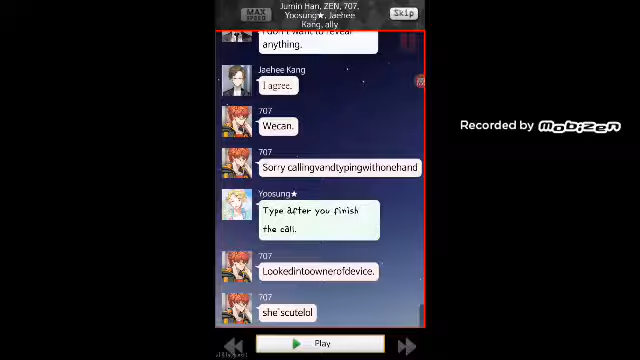 Jumin Han, ZEN, 707,
MAX
SPEED
Yoosung★, Jaehee
Kang, ally
Skip
I don't want to reveal
anything.
Jaehee Kang
I agree.
707
Wecan.
707
Sorry callingvandtypingwithonehand
Yoosung★
Type after you finish
the call.
707
Lookedintoownerofdevice.
707
she'scutelol
Play
Recorded by mobizen